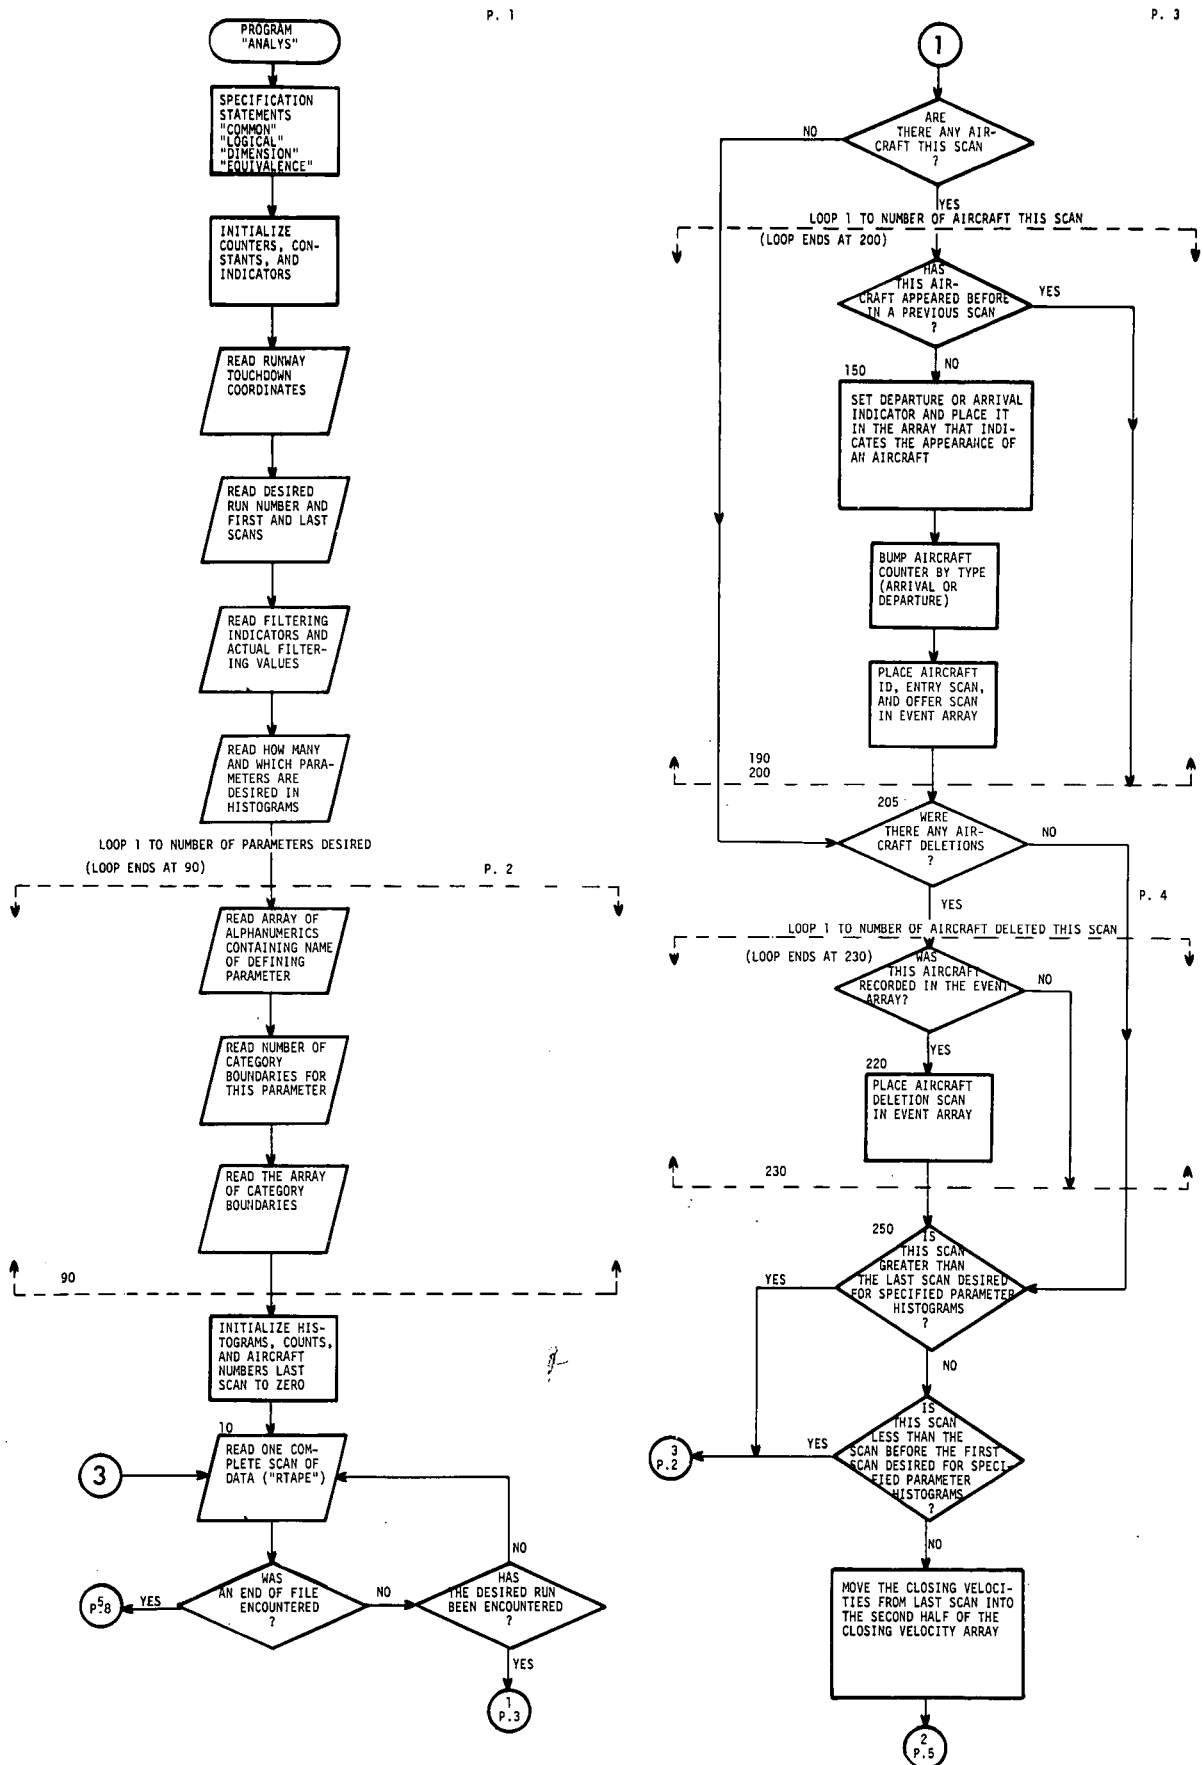 P. 1
PROGRAM
"ANALYS"
SPECIFICATION
STATEMENTS
"COMMON"
"LOGICAL"
"DIMENSION"
"EQUIVALENCE"
INITIALIZE
COUNTERS, CON-
STANTS, AND
INDICATORS
READ RUNWAY
TOUCHDOWN
COORDINATES
READ DESIRED
RUN NUMBER AND
FIRST AND LAST
SCANS
READ FILTERING
INDICATORS AND
ACTUAL FILTER-
ING VALUES
READ HOW MANY
AND WHICH PARA-
METERS ARE
DESIRED IN
HISTOGRAMS
LOOP 1 TO NUMBER OF PARAMETERS DESIRED
(LOOP ENDS AT 90)
P. 2
READ ARRAY OF
ALPHANUMERICS
CONTAINING NAME
OF DEFINING
PARAMETER
READ NUMBER OF
CATEGORY
BOUNDARIES FOR
THIS PARAMETER
READ THE ARRAY
OF CATEGORY
BOUNDARIES
90
INITIALIZE HIS-
TOGRAMS, COUNTS,
AND AIRCRAFT
NUMBERS LAST
SCAN TO ZERO
10
READ ONE COM-
PLETE SCAN OF
DATA ("RTAPE")
3
WAS
AN END OF FILE
ENCOUNTERED
?
YES
5
P.8
NO
HAS
THE DESIRED RUN
BEEN ENCOUNTERED
?
NO
YES
1
P.3
P. 3
1
ARE
THERE ANY AIR-
CRAFT THIS SCAN
?
NO
YES
LOOP 1 TO NUMBER OF AIRCRAFT THIS SCAN
(LOOP ENDS AT 200)
HAS
THIS AIR-
CRAFT APPEARED BEFORE
IN A PREVIOUS SCAN
?
YES
NO
150
SET DEPARTURE OR ARRIVAL
INDICATOR AND PLACE IT
IN THE ARRAY THAT INDI-
CATES THE APPEARANCE OF
AN AIRCRAFT
BUMP AIRCRAFT
COUNTER BY TYPE
(ARRIVAL OR
DEPARTURE)
PLACE AIRCRAFT
ID, ENTRY SCAN,
AND OFFER SCAN
IN EVENT ARRAY
190
200
205
WERE
THERE ANY AIR-
CRAFT DELETIONS
?
NO
YES
P. 4
LOOP 1 TO NUMBER OF AIRCRAFT DELETED THIS SCAN
(LOOP ENDS AT 230)
WAS
THIS AIRCRAFT
RECORDED IN THE EVENT
ARRAY?
NO
YES
220
PLACE AIRCRAFT
DELETION SCAN
IN EVENT ARRAY
230
250
IS
THIS SCAN
GREATER THAN
THE LAST SCAN DESIRED
FOR SPECIFIED PARAMETER
HISTOGRAMS
?
YES
NO
IS
THIS SCAN
LESS THAN THE
SCAN BEFORE THE FIRST
SCAN DESIRED FOR SPECI-
FIED PARAMETER
HISTOGRAMS
?
YES
3
P.2
NO
MOVE THE CLOSING VELOCI-
TIES FROM LAST SCAN INTO
THE SECOND HALF OF THE
CLOSING VELOCITY ARRAY
2
P.5